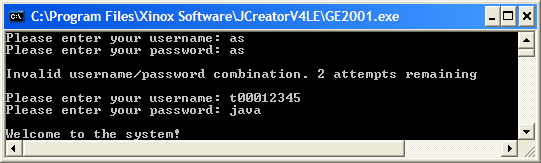 C:\Program Files\Xinox Software\JCreatorV4LE\GE2001.exe
Please enter your username: as
Please enter your password: as
Invalid username/password combination. 2 attempts remaining
Please enter your username: t00012345
Please enter your password: java
Welcome to the system!